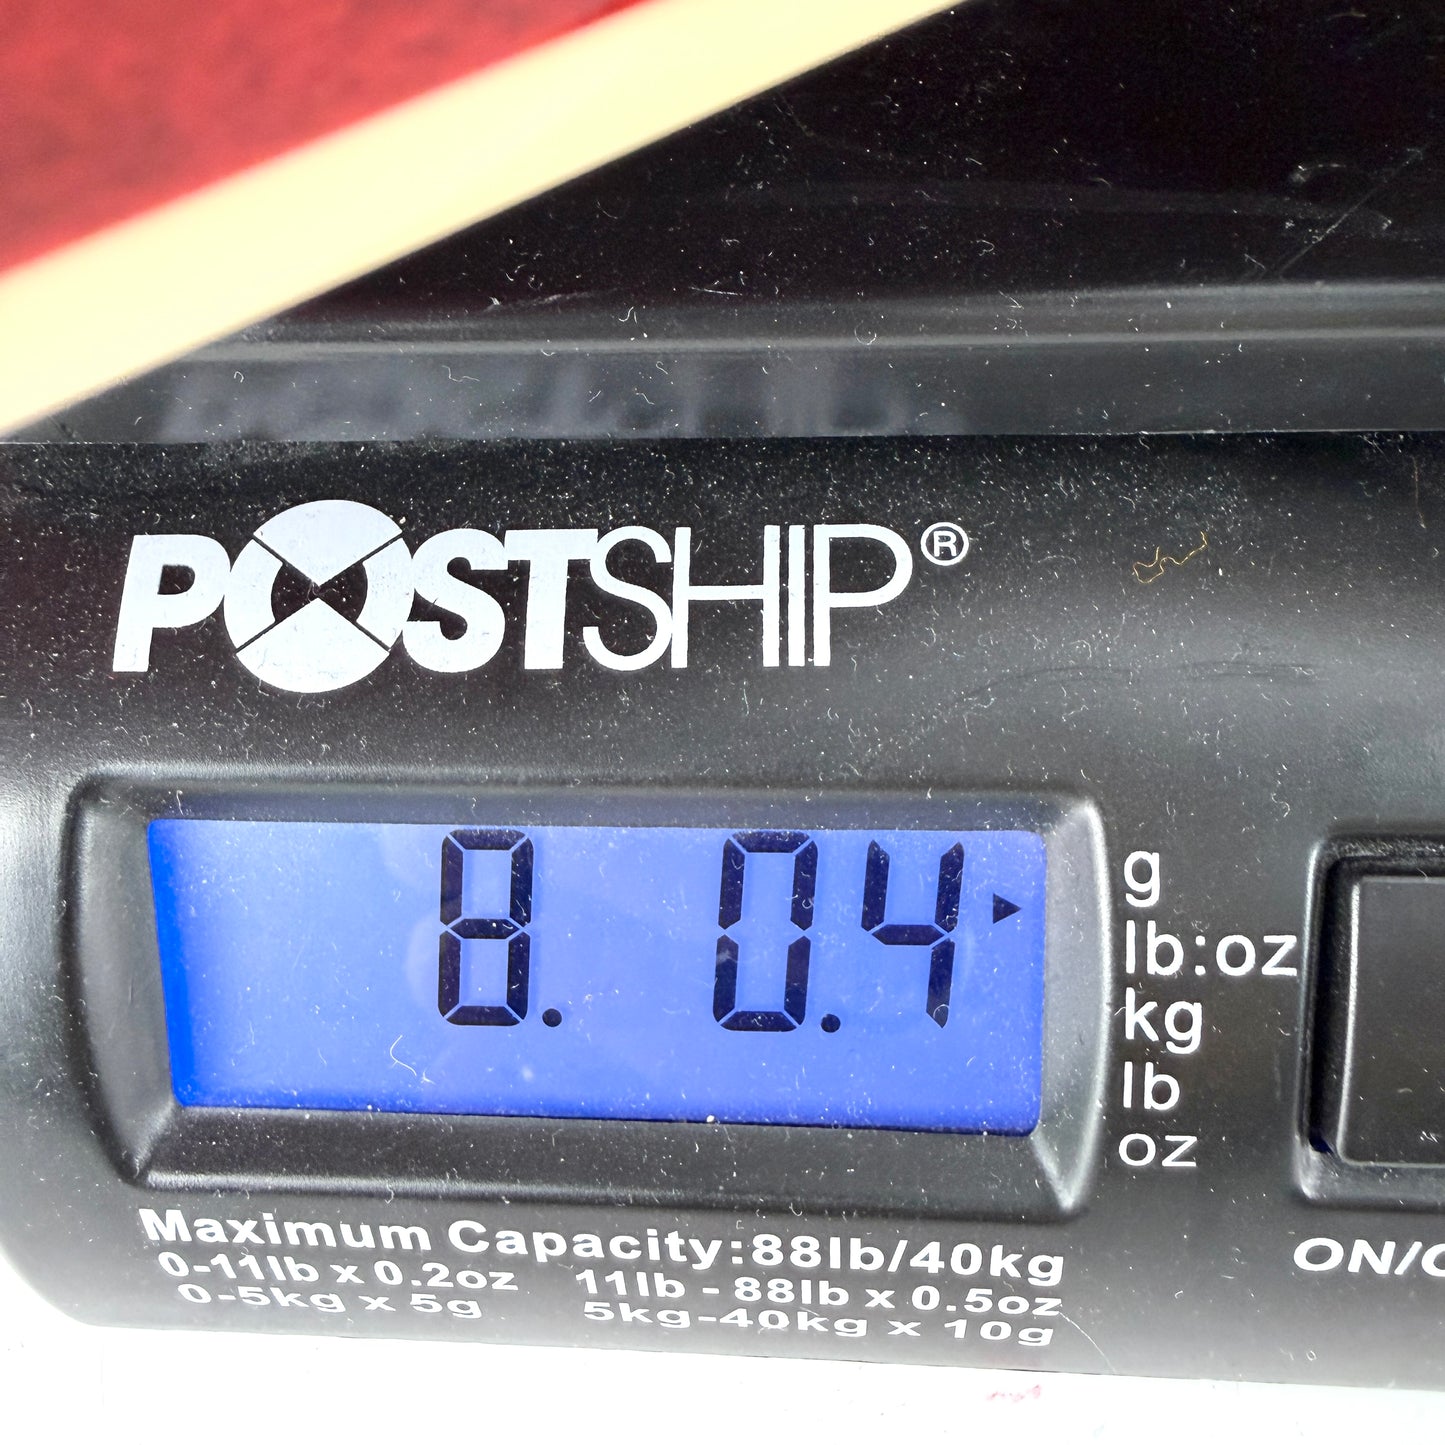 POSTSHIP®
8. 0.4
g
lb:oz
kg
lb
oz
Maximum Capacity:88lb/40kg
0-11lb x 0.2oz 11lb - 88lb x 0.5oz
0-5kg x 5g 5kg-40kg x 10g